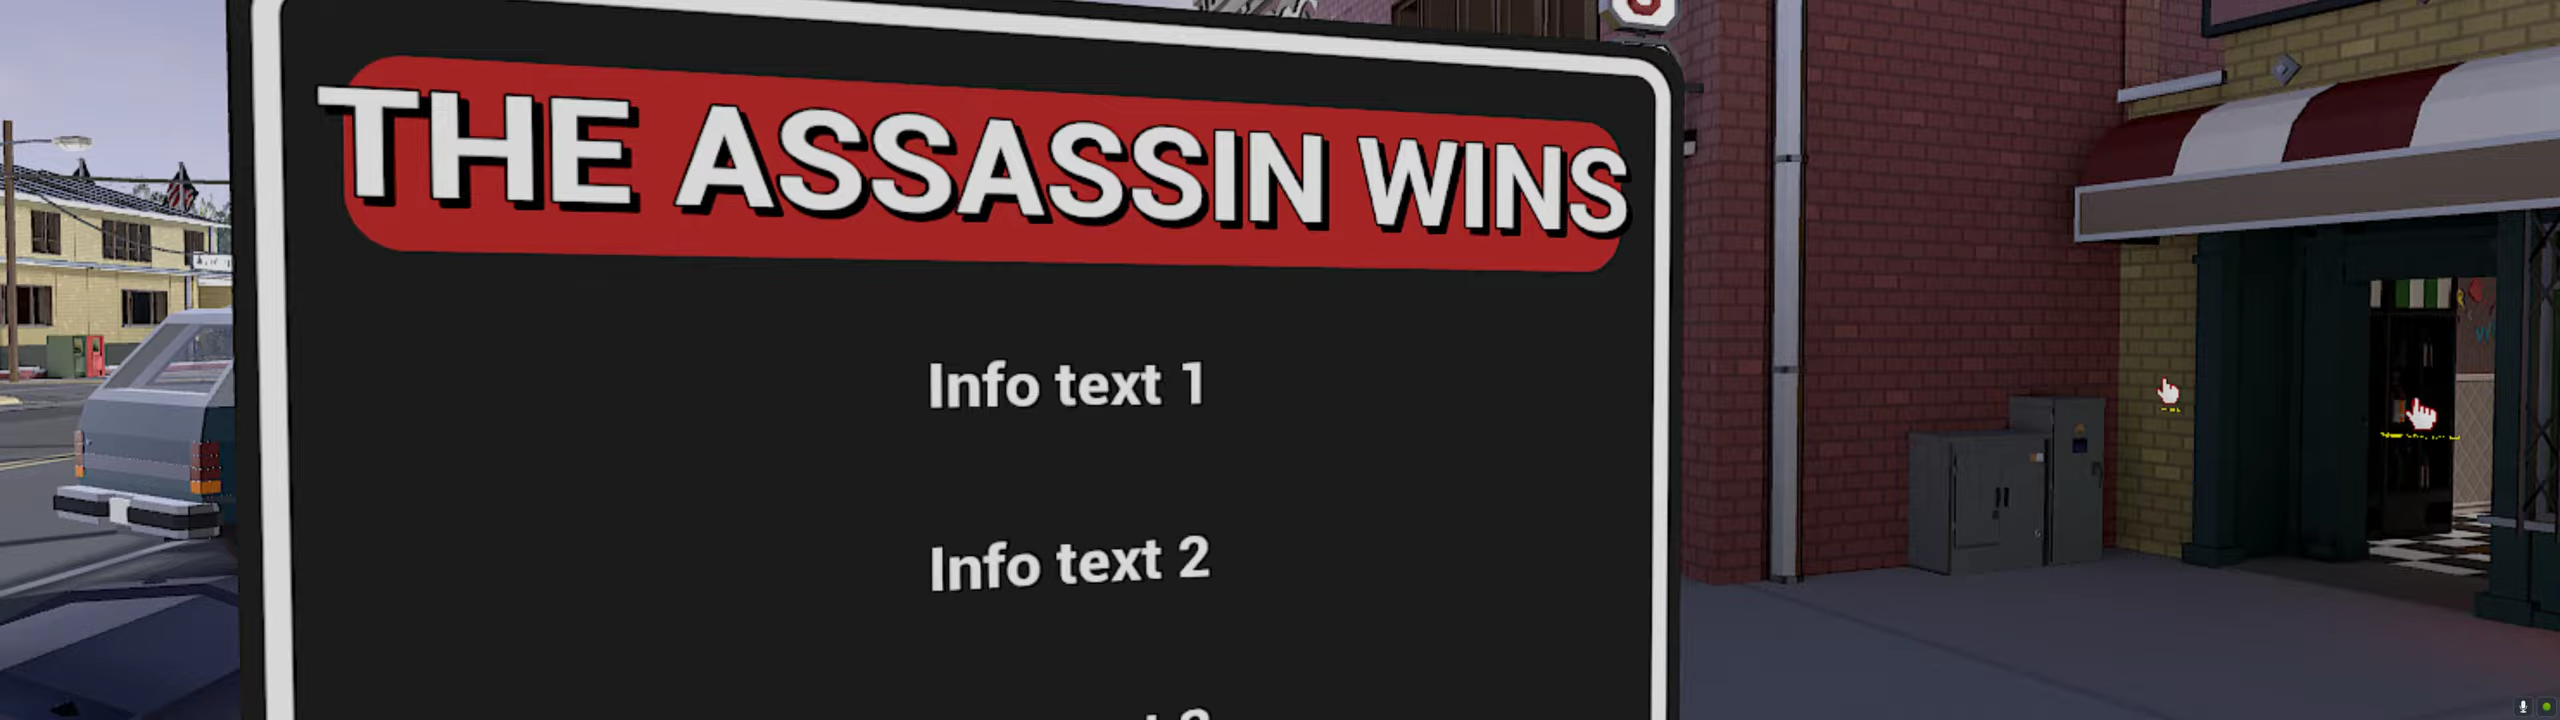 THE ASSASSIN WINS
Info text 1
Info text 2